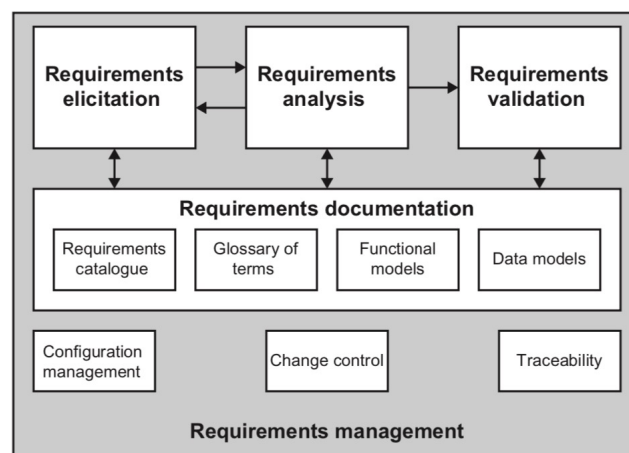 Requirements
elicitation
Requirements
analysis
Requirements
validation
Requirements documentation
Requirements
catalogue
Glossary of
terms
Functional
models
Data models
Configuration
management
Change control
Traceability
Requirements management